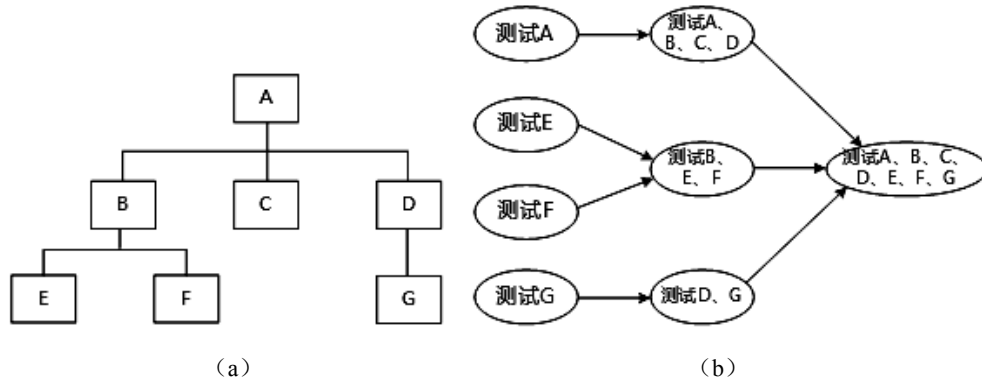 A
B
C
D
E
F
G
（a）
测试A
测试A、
B、C、D
测试E
测试F
测试B、
E、F
测试A、B、C、
D、E、F、G
测试G
测试D、G
（b）